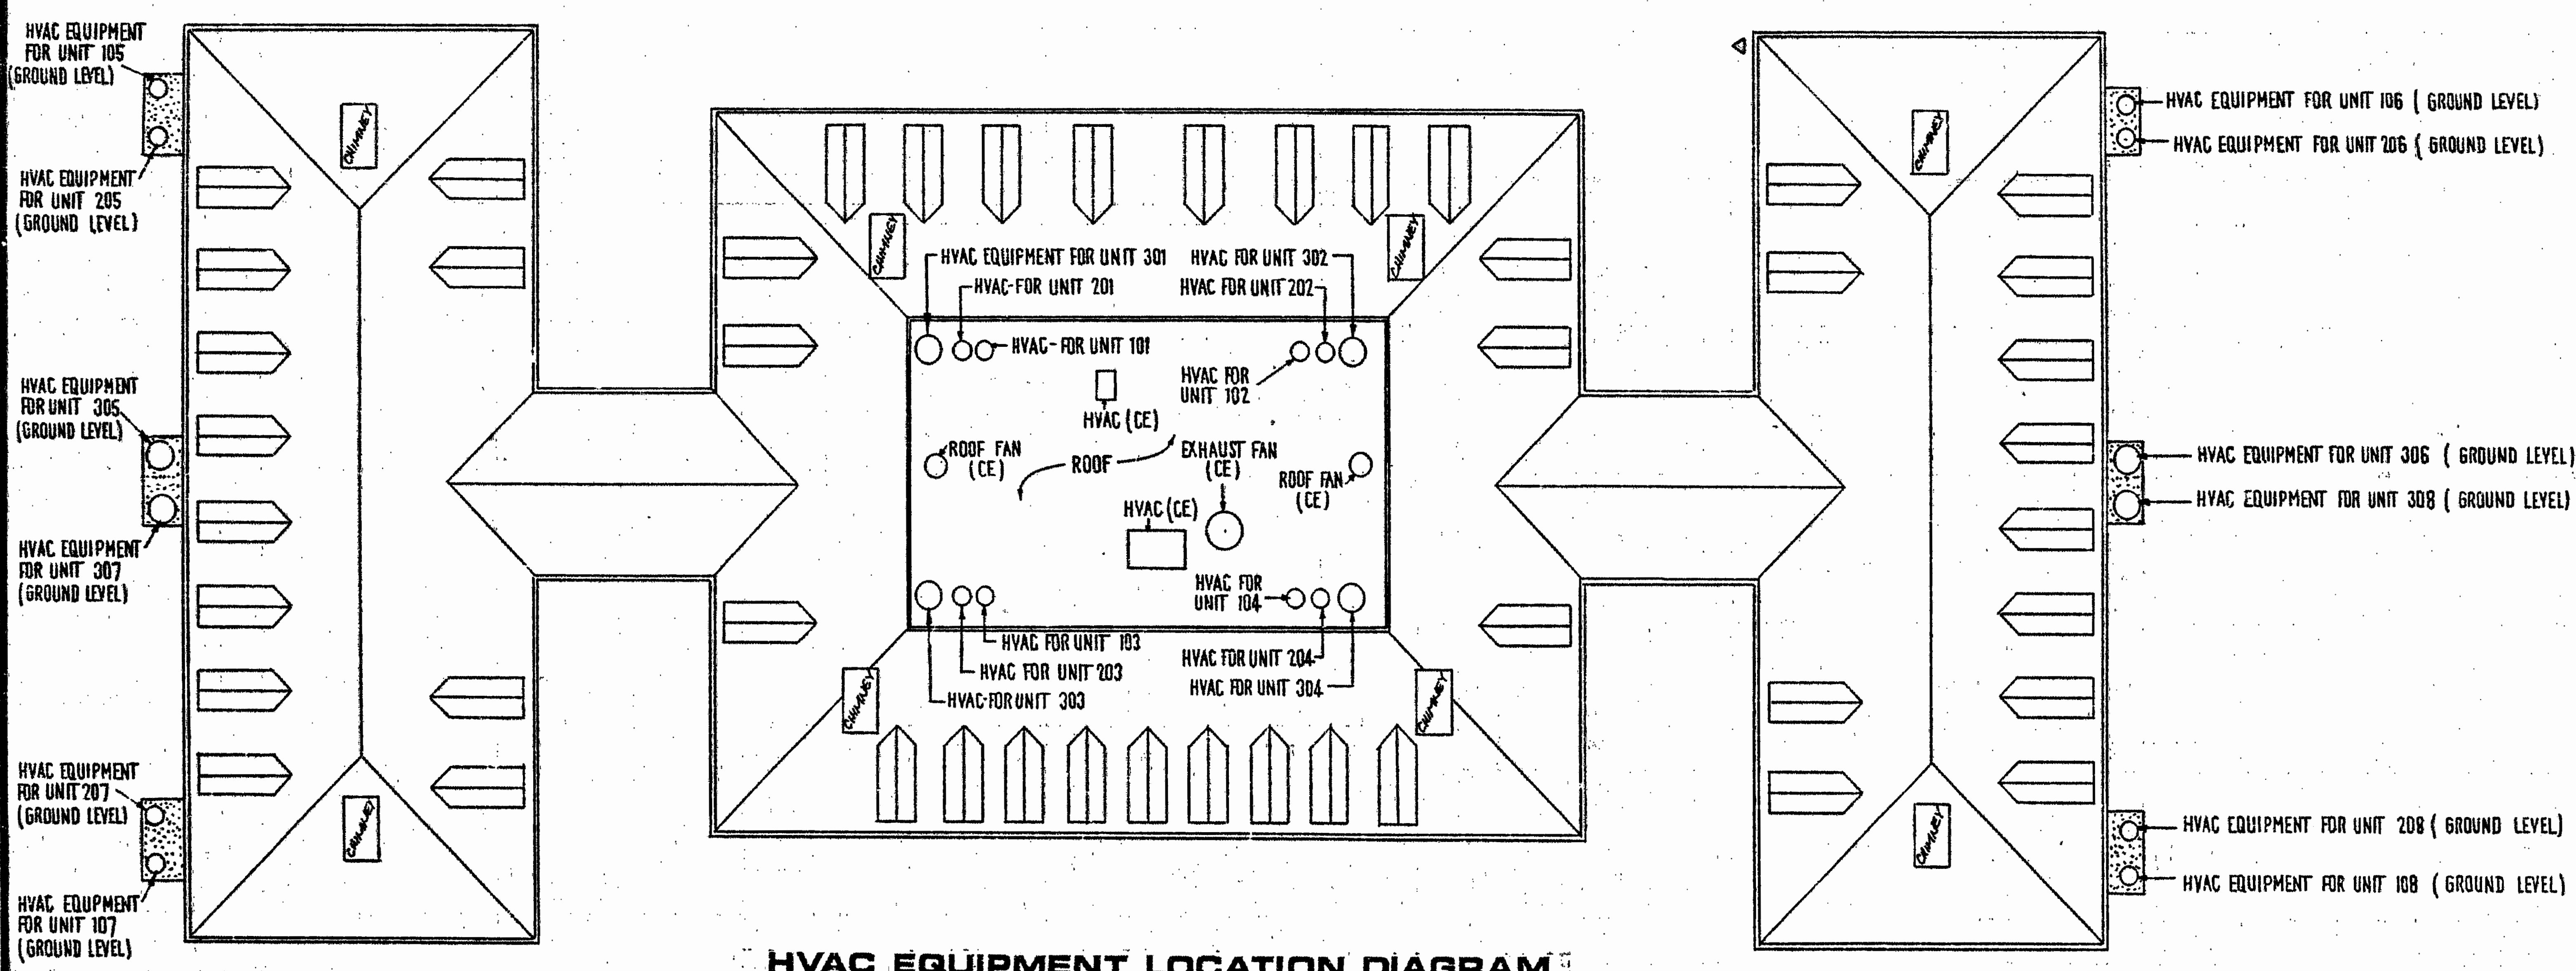 HVAC EQUIPMENT
FOR UNIT 105
(GROUND LEVEL)
HVAC EQUIPMENT
FOR UNIT 205
(GROUND LEVEL)
HVAC EQUIPMENT
FOR UNIT 305
(GROUND LEVEL)
HVAC EQUIPMENT
FOR UNIT 307
(GROUND LEVEL)
HVAC EQUIPMENT
FOR UNIT 207
(GROUND LEVEL)
HVAC EQUIPMENT
FOR UNIT 107
(GROUND LEVEL)
CHIMNEY
CHIMNEY
CHIMNEY
CHIMNEY
HVAC EQUIPMENT FOR UNIT 301
HVAC FOR UNIT 302
HVAC-FOR UNIT 201
HVAC FOR UNIT 202
HVAC-FOR UNIT 101
HVAC FOR
UNIT 102
HVAC (CE)
ROOF FAN
(CE)
ROOF
EXHAUST FAN
(CE)
ROOF FAN
(CE)
HVAC (CE)
HVAC FOR
UNIT 104
HVAC FOR UNIT 103
HVAC FOR UNIT 203
HVAC-FOR UNIT 303
HVAC FOR UNIT 204
HVAC FOR UNIT 304
CHIMNEY
CHIMNEY
CHIMNEY
CHIMNEY
HVAC EQUIPMENT FOR UNIT 106 (GROUND LEVEL)
HVAC EQUIPMENT FOR UNIT 206 (GROUND LEVEL)
HVAC EQUIPMENT FOR UNIT 306 (GROUND LEVEL)
HVAC EQUIPMENT FOR UNIT 308 (GROUND LEVEL)
HVAC EQUIPMENT FOR UNIT 208 (GROUND LEVEL)
HVAC EQUIPMENT FOR UNIT 108 (GROUND LEVEL)
HVAC EQUIPMENT LOCATION DIAGRAM